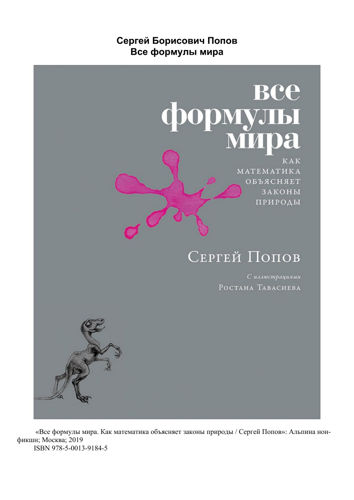 Сергей Борисович Попов
Все формулы мира
все
формулы
мира
КАК
МАТЕМАТИКА
ОБЪЯСНЯЕТ
ЗАКОНЫ
ПРИРОДЫ
СЕРГЕЙ ПОПОВ
С иллюстрациями
РОСТАНА ТАВАСИЕВА
«Все формулы мира. Как математика объясняет законы природы / Сергей Попов»: Альпина нон-
фикшн; Москва; 2019
ISBN 978-5-0013-9184-5